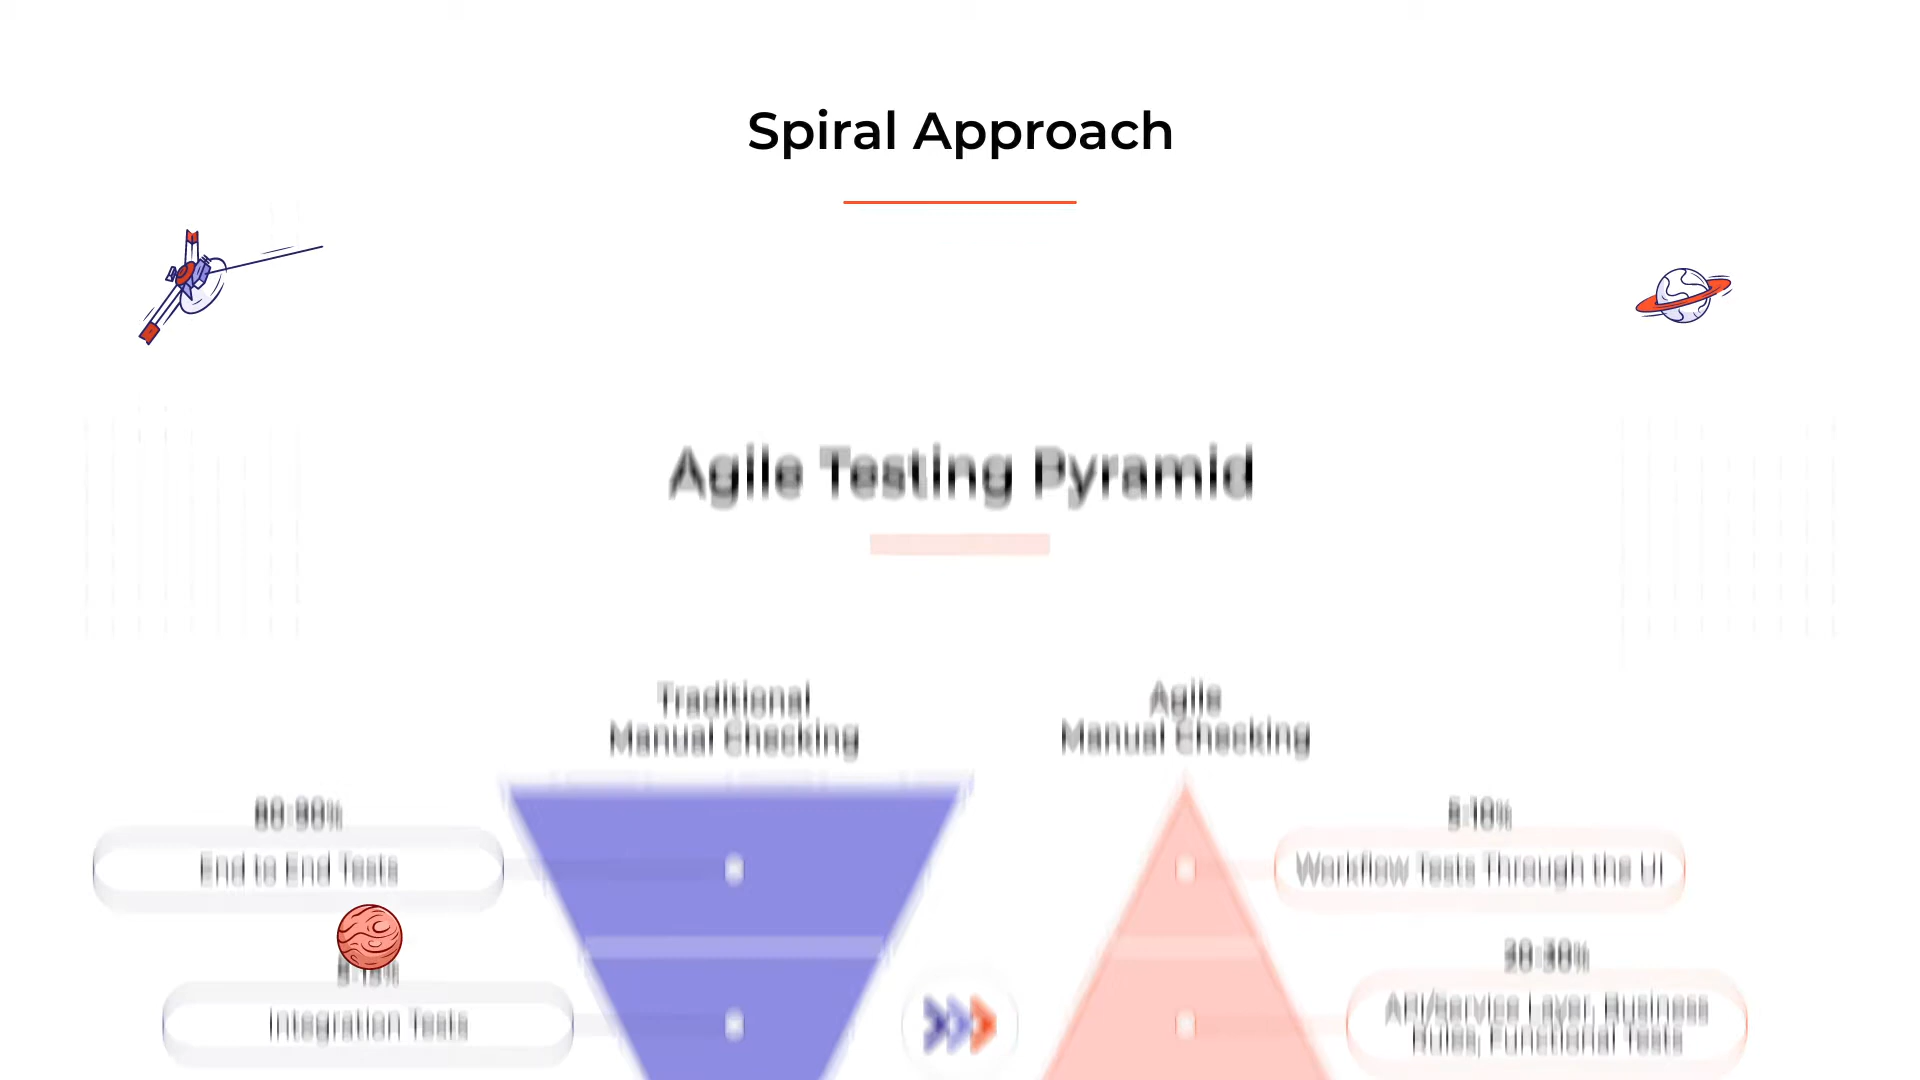 Spiral Approach
Agile Testing Pyramid
Traditional
Manual Checking
Agile
Manual Checking
End to End Tests
Workflow Tests Through the UI
Integration Tests
API/Service Layer, Business
Rules, Functional Tests